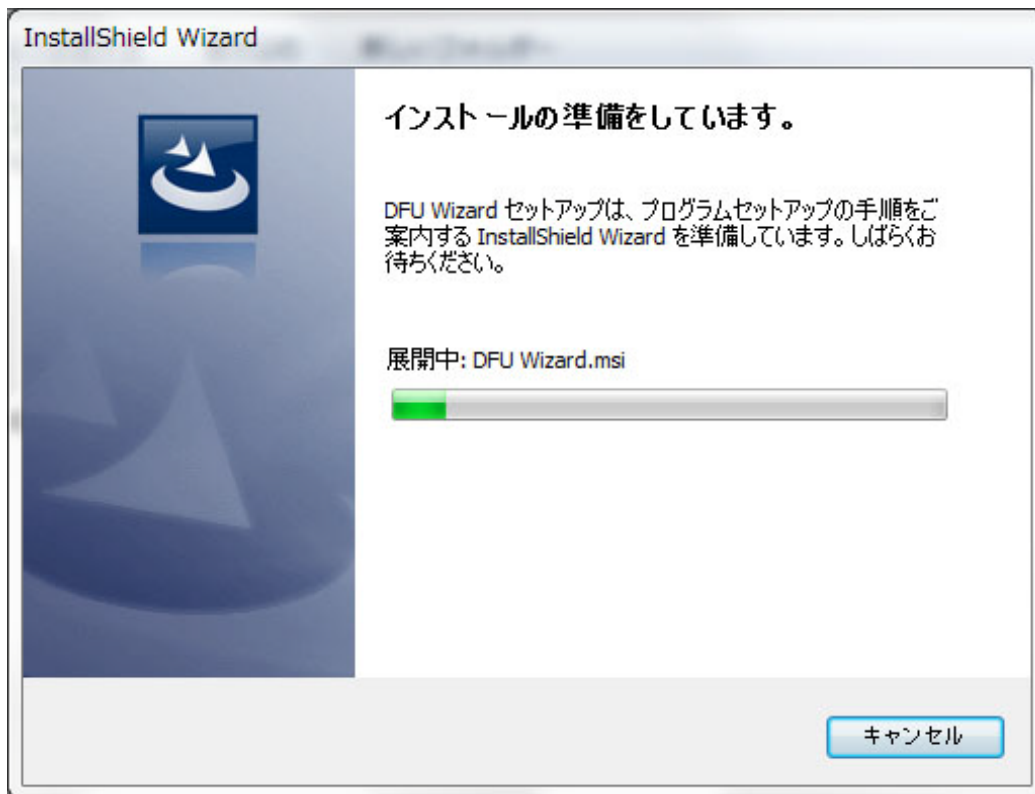 InstallShield Wizard
インストールの準備をしています。
DFU Wizard セットアップは、プログラムセットアップの手順をご
案内する InstallShield Wizard を準備しています。しばらくお
待ちください。
展開中: DFU Wizard.msi
キャンセル